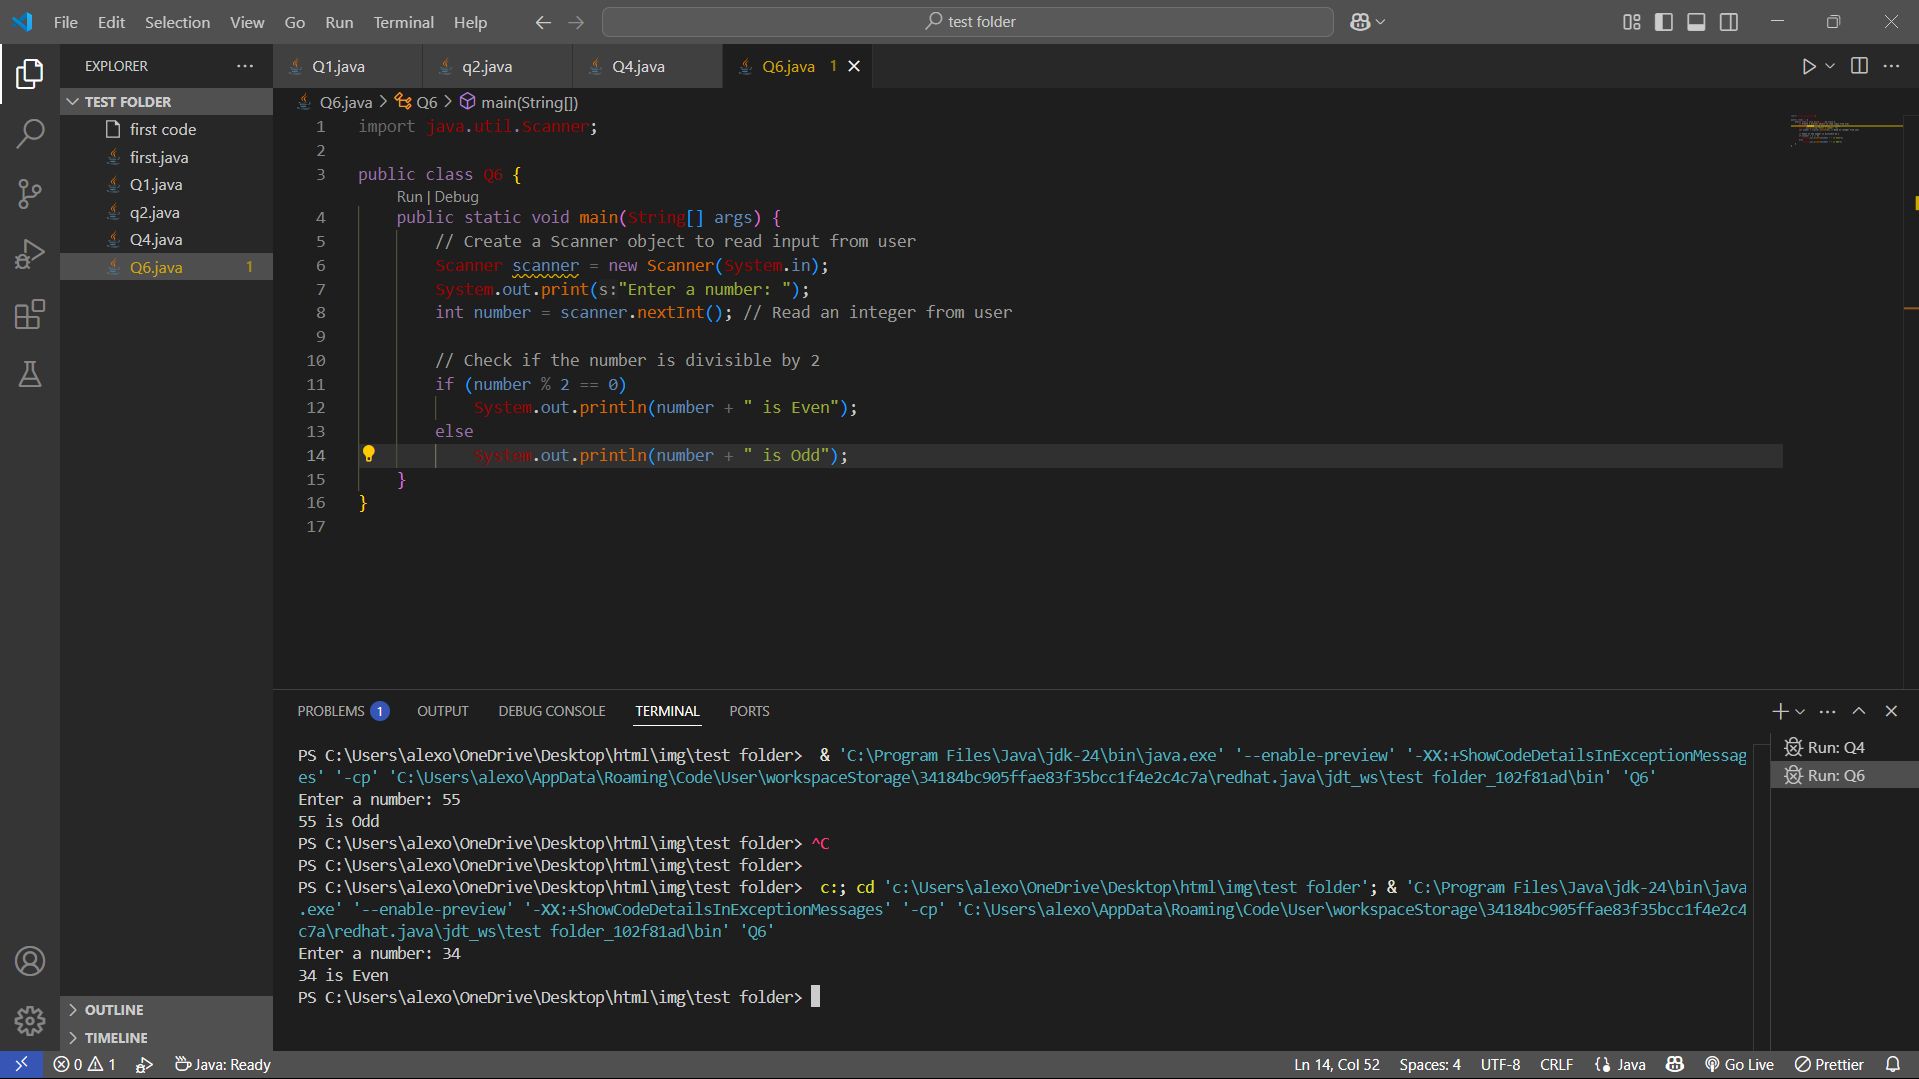 File Edit Selection View Go Run Terminal Help
test folder
EXPLORER
Q1.java
q2.java
Q4.java
Q6.java 1
TEST FOLDER
first code
first.java
Q1.java
q2.java
Q4.java
Q6.java 1
Q6.java > Q6 > main(String[])
1 import java.util.Scanner;
2
3 public class Q6 {
Run | Debug
4 public static void main(String[] args) {
5 // Create a Scanner object to read input from user
6 Scanner scanner = new Scanner(System.in);
7 System.out.print(s:"Enter a number: ");
8 int number = scanner.nextInt(); // Read an integer from user
9
10 // Check if the number is divisible by 2
11 if (number % 2 == 0)
12 System.out.println(number + " is Even");
13 else
14 System.out.println(number + " is Odd");
15 }
16 }
17
PROBLEMS 1 OUTPUT DEBUG CONSOLE TERMINAL PORTS
PS C:\Users\alexo\OneDrive\Desktop\html\img\test folder>  & 'C:\Program Files\Java\jdk-24\bin\java.exe' '--enable-preview' '-XX:+ShowCodeDetailsInExceptionMessag
es' '-cp' 'C:\Users\alexo\AppData\Roaming\Code\User\workspaceStorage\34184bc905ffae83f35bcc1f4e2c4c7a\redhat.java\jdt_ws\test folder_102f81ad\bin' 'Q6'
Enter a number: 55
55 is Odd
PS C:\Users\alexo\OneDrive\Desktop\html\img\test folder> ^C
PS C:\Users\alexo\OneDrive\Desktop\html\img\test folder>
PS C:\Users\alexo\OneDrive\Desktop\html\img\test folder>  c:; cd 'c:\Users\alexo\OneDrive\Desktop\html\img\test folder'; & 'C:\Program Files\Java\jdk-24\bin\java
.exe' '--enable-preview' '-XX:+ShowCodeDetailsInExceptionMessages' '-cp' 'C:\Users\alexo\AppData\Roaming\Code\User\workspaceStorage\34184bc905ffae83f35bcc1f4e2c4
c7a\redhat.java\jdt_ws\test folder_102f81ad\bin' 'Q6'
Enter a number: 34
34 is Even
PS C:\Users\alexo\OneDrive\Desktop\html\img\test folder>
Run: Q4
Run: Q6
OUTLINE
TIMELINE
0 1 Java: Ready Ln 14, Col 52 Spaces: 4 UTF-8 CRLF {} Java Go Live Prettier